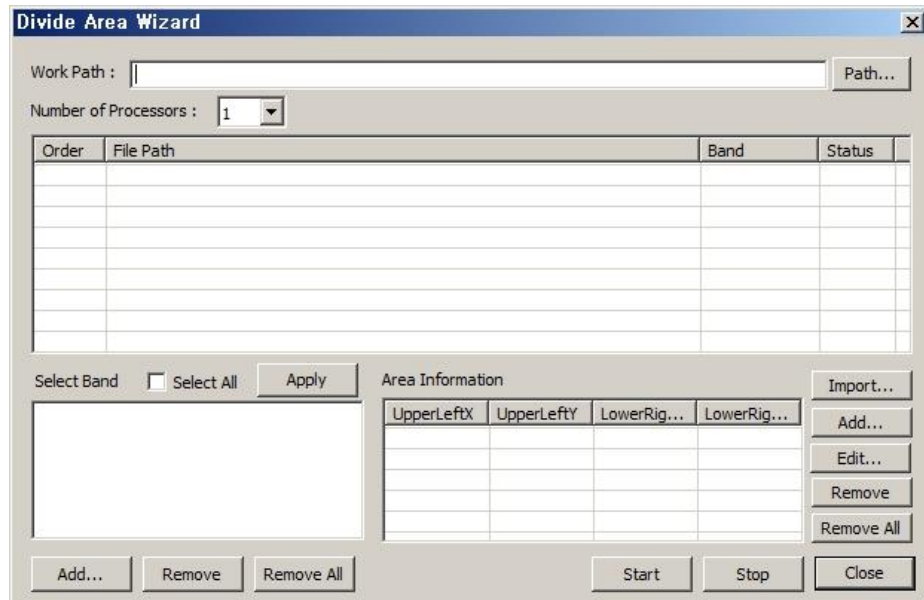 Divide Area Wizard
Work Path : Path...
Number of Processors : 1
Order File Path Band Status
Select Band Select All Apply Area Information Import...
UpperLeftX UpperLeftY LowerRig... LowerRig...
Add...
Edit...
Remove
Remove All
Add... Remove Remove All Start Stop Close